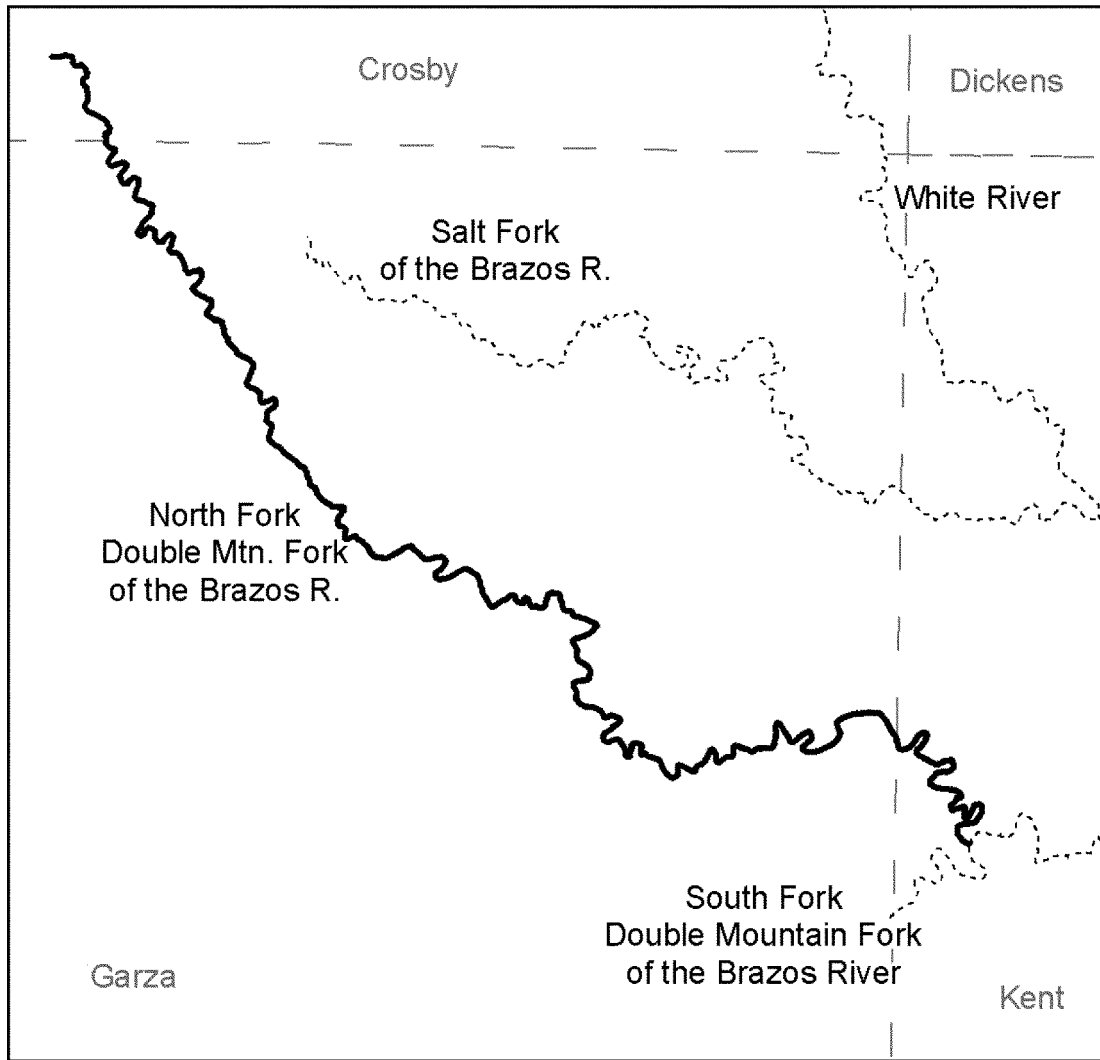 Crosby
Dickens
White River
Salt Fork
of the Brazos R.
North Fork
Double Mtn. Fork
of the Brazos R.
South Fork
Double Mountain Fork
of the Brazos River
Garza
Kent